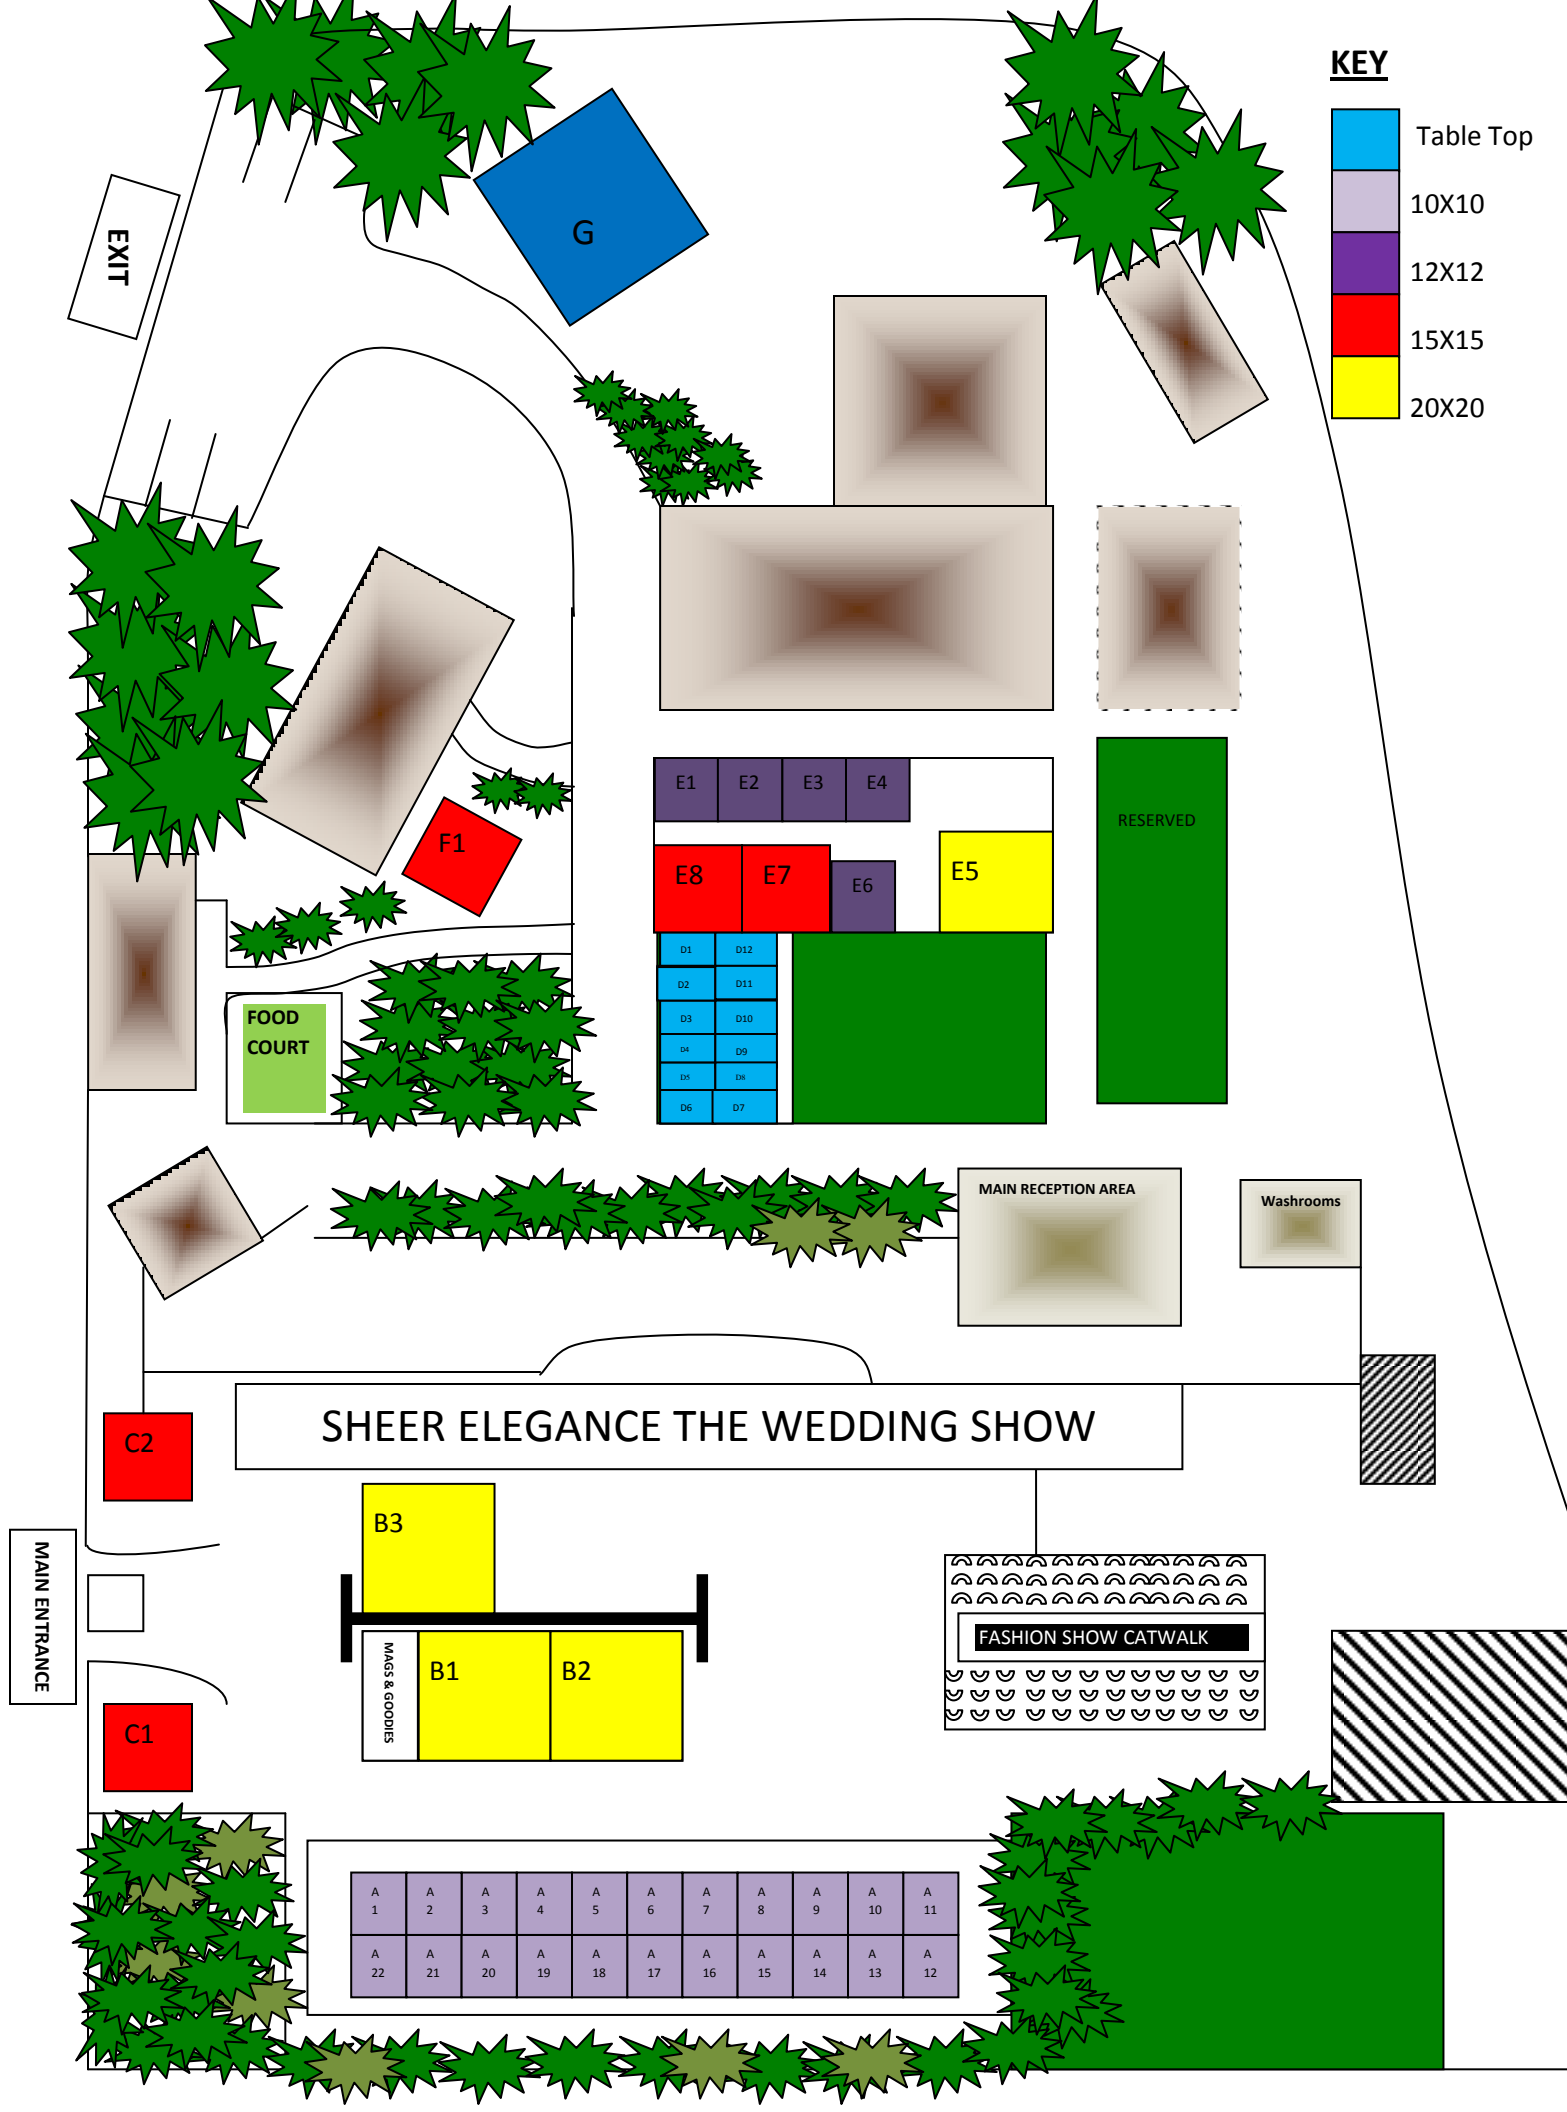 KEY
Table Top
10X10
12X12
15X15
20X20
EXIT
G
E1 E2 E3 E4
F1
RESERVED
E8 E7 E6 E5
D1 D12
D2 D11
D3 D10
D4 D9
D5 D8
D6 D7
FOOD
COURT
MAIN RECEPTION AREA
Washrooms
SHEER ELEGANCE THE WEDDING SHOW
C2
B3
MAIN ENTRANCE
FASHION SHOW CATWALK
MAGS & GOODIES
B1 B2
C1
A A A A A A A A A A A
1 2 3 4 5 6 7 8 9 10 11
A A A A A A A A A A A
22 21 20 19 18 17 16 15 14 13 12